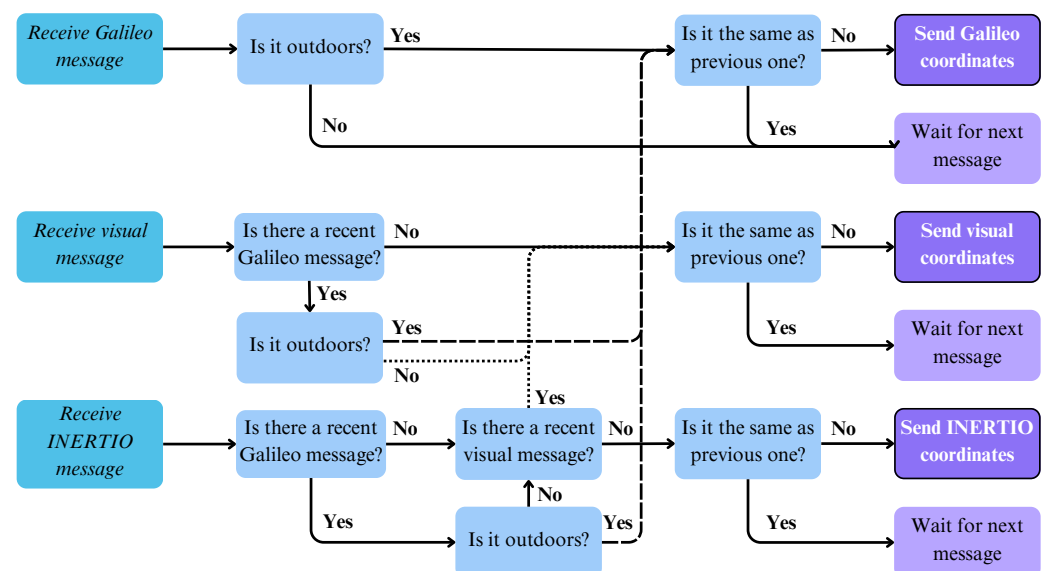 Receive Galileo
message
Is it outdoors?
Yes
No
Is it the same as
previous one?
No
Yes
Send Galileo
coordinates
Wait for next
message
Receive visual
message
Is there a recent
Galileo message?
No
Yes
Is it outdoors?
Yes
No
Is it the same as
previous one?
No
Yes
Send visual
coordinates
Wait for next
message
Receive
INERTIO
message
Is there a recent
Galileo message?
No
Yes
Is there a recent
visual message?
Yes
No
Is it outdoors?
No
Yes
Is it the same as
previous one?
No
Yes
Send INERTIO
coordinates
Wait for next
message